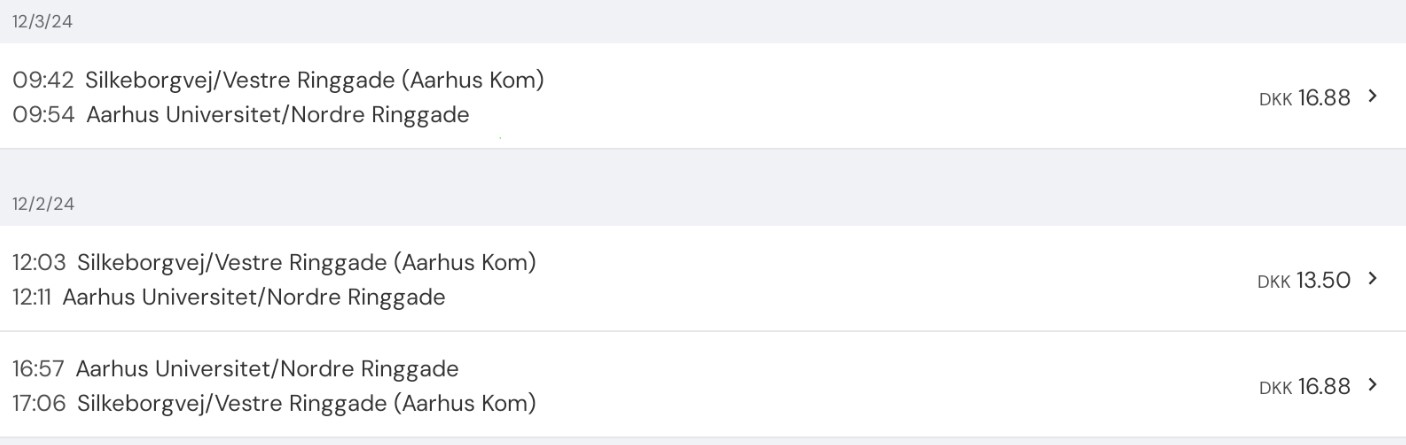 12/3/24
09:42 Silkeborgvej/Vestre Ringgade (Aarhus Kom)
09:54 Aarhus Universitet/Nordre Ringgade
DKK 16.88
12/2/24
12:03 Silkeborgvej/Vestre Ringgade (Aarhus Kom)
12:11 Aarhus Universitet/Nordre Ringgade
DKK 13.50
16:57 Aarhus Universitet/Nordre Ringgade
17:06 Silkeborgvej/Vestre Ringgade (Aarhus Kom)
DKK 16.88